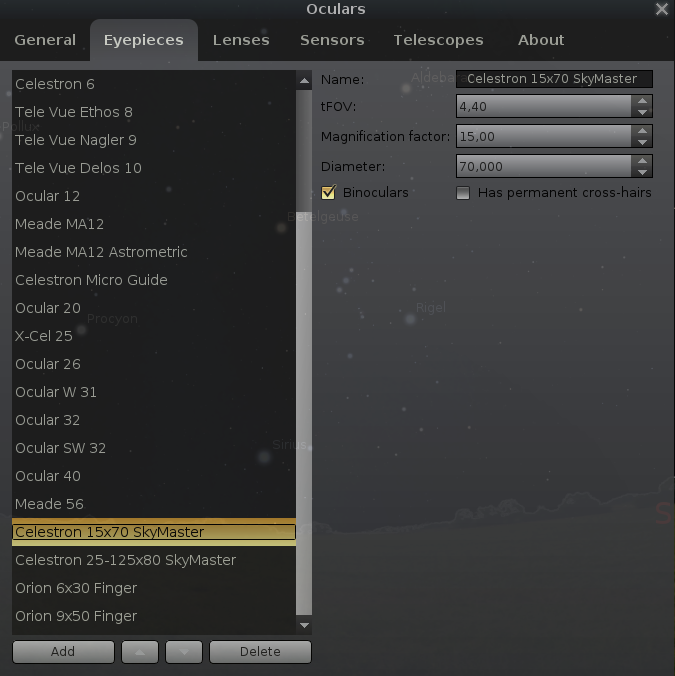 Oculars
General Eyepieces Lenses Sensors Telescopes About
Celestron 6
Tele Vue Ethos 8
Tele Vue Nagler 9
Tele Vue Delos 10
Ocular 12
Meade MA12
Meade MA12 Astrometric
Celestron Micro Guide
Ocular 20
X-Cel 25
Ocular 26
Ocular W 31
Ocular 32
Ocular SW 32
Ocular 40
Meade 56
Celestron 15x70 SkyMaster
Celestron 25-125x80 SkyMaster
Orion 6x30 Finger
Orion 9x50 Finger
Add Delete
Name: Celestron 15x70 SkyMaster
tFOV: 4,40
Magnification factor: 15,00
Diameter: 70,000
Binoculars Has permanent cross-hairs
Pollux
Betelgeuse
Procyon
Rigel
Sirius
S